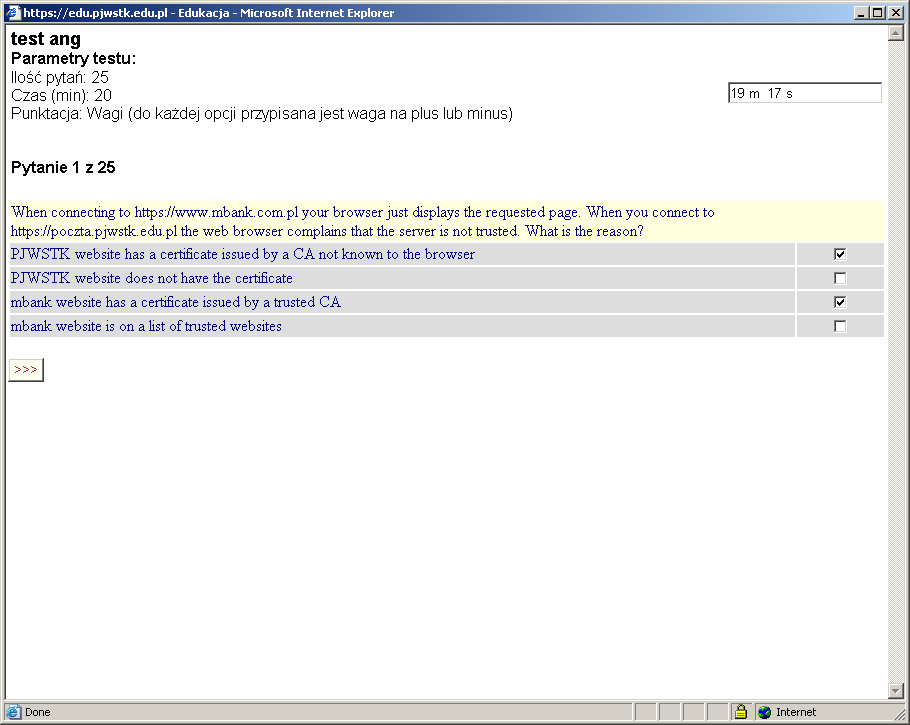 https://edu.pjwstk.edu.pl - Edukacja - Microsoft Internet Explorer
test ang
Parametry testu:
Ilość pytań: 25
Czas (min): 20
19 m 17 s
Punktacja: Wagi (do każdej opcji przypisana jest waga na plus lub minus)
Pytanie 1 z 25
When connecting to https://www.mbank.com.pl your browser just displays the requested page. When you connect to
https://poczta.pjwstk.edu.pl the web browser complains that the server is not trusted. What is the reason?
PJWSTK website has a certificate issued by a CA not known to the browser
PJWSTK website does not have the certificate
mbank website has a certificate issued by a trusted CA
mbank website is on a list of trusted websites
>>>
Done
Internet